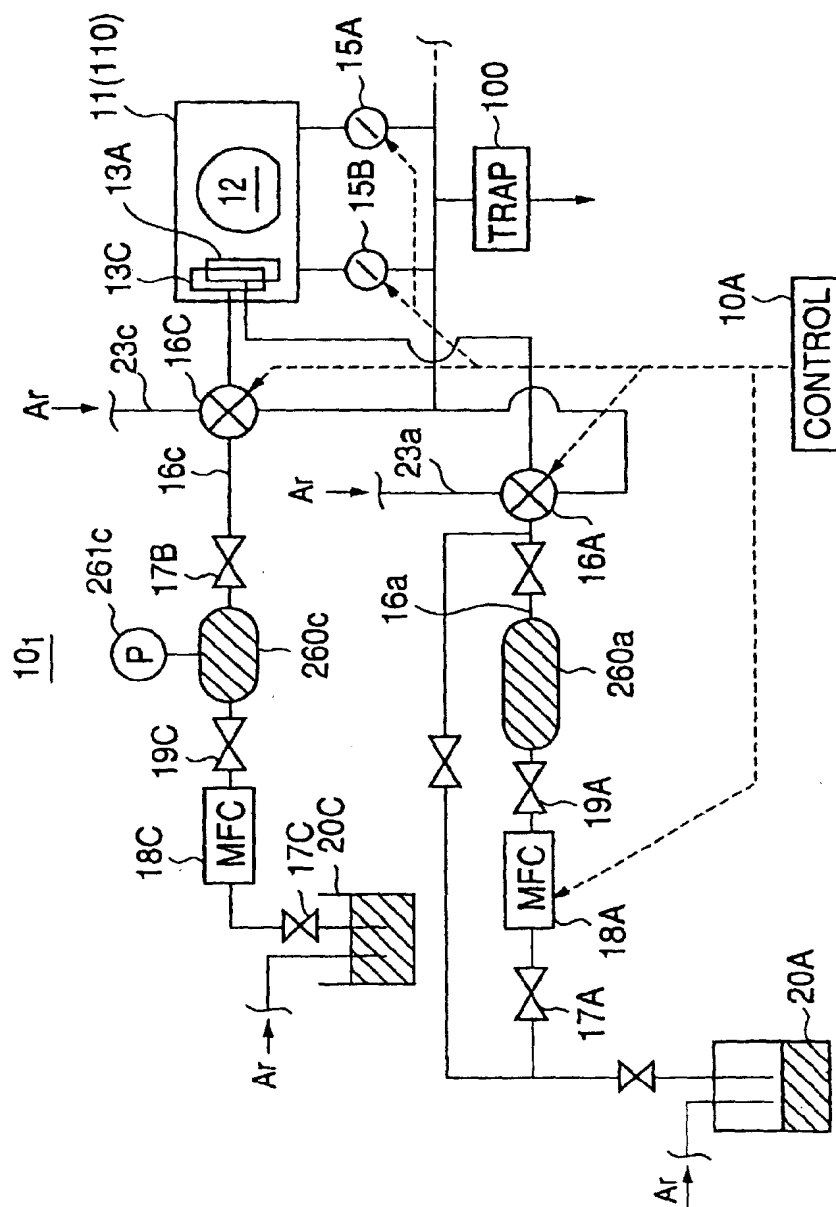 10₁
11(110)
13A
13C
12
15A
15B
16C
23c
Ar
16c
17B
261c
P
260c
19C
18C
MFC
17C
20C
Ar
TRAP
100
10A
CONTROL
Ar
23a
16A
16a
260a
19A
MFC
18A
17A
20A
Ar